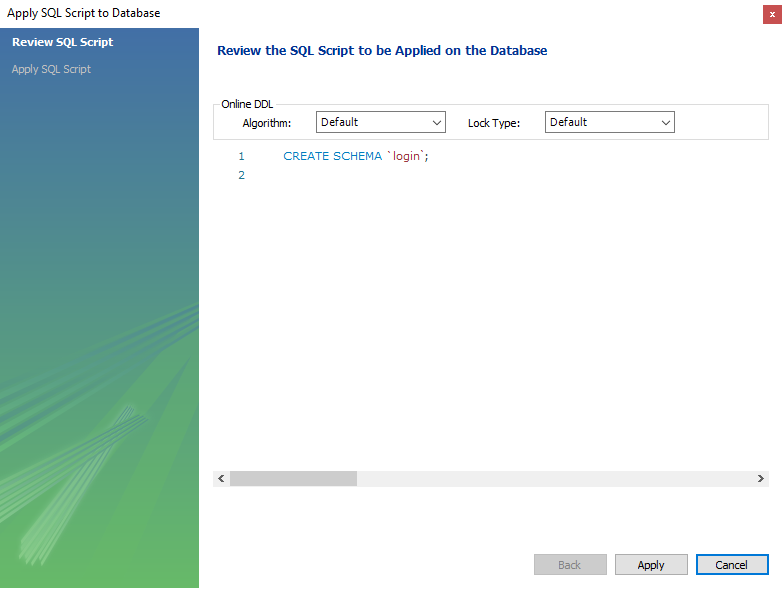 Apply SQL Script to Database
x
Review SQL Script
Apply SQL Script
Review the SQL Script to be Applied on the Database
Online DDL
Algorithm: Default Lock Type: Default
1 CREATE SCHEMA `login`;
2
Back Apply Cancel